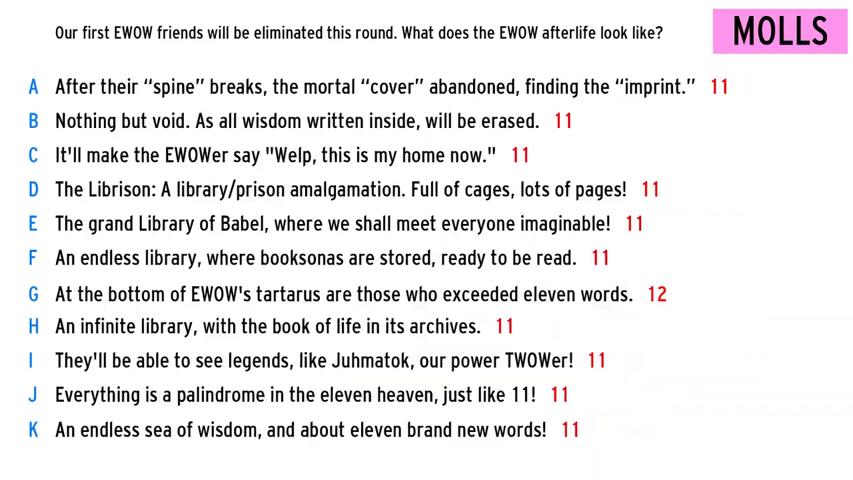 Our first EWOW friends will be eliminated this round. What does the EWOW afterlife look like?
MOLLS
A After their “spine” breaks, the mortal “cover” abandoned, finding the “imprint.” 11
B Nothing but void. As all wisdom written inside, will be erased. 11
C It'll make the EWOWer say "Welp, this is my home now." 11
D The Librison: A library/prison amalgamation. Full of cages, lots of pages! 11
E The grand Library of Babel, where we shall meet everyone imaginable! 11
F An endless library, where booksonas are stored, ready to be read. 11
G At the bottom of EWOW's tartarus are those who exceeded eleven words. 12
H An infinite library, with the book of life in its archives. 11
I They'll be able to see legends, like Juhmatok, our power TWOWer! 11
J Everything is a palindrome in the eleven heaven, just like 11! 11
K An endless sea of wisdom, and about eleven brand new words! 11